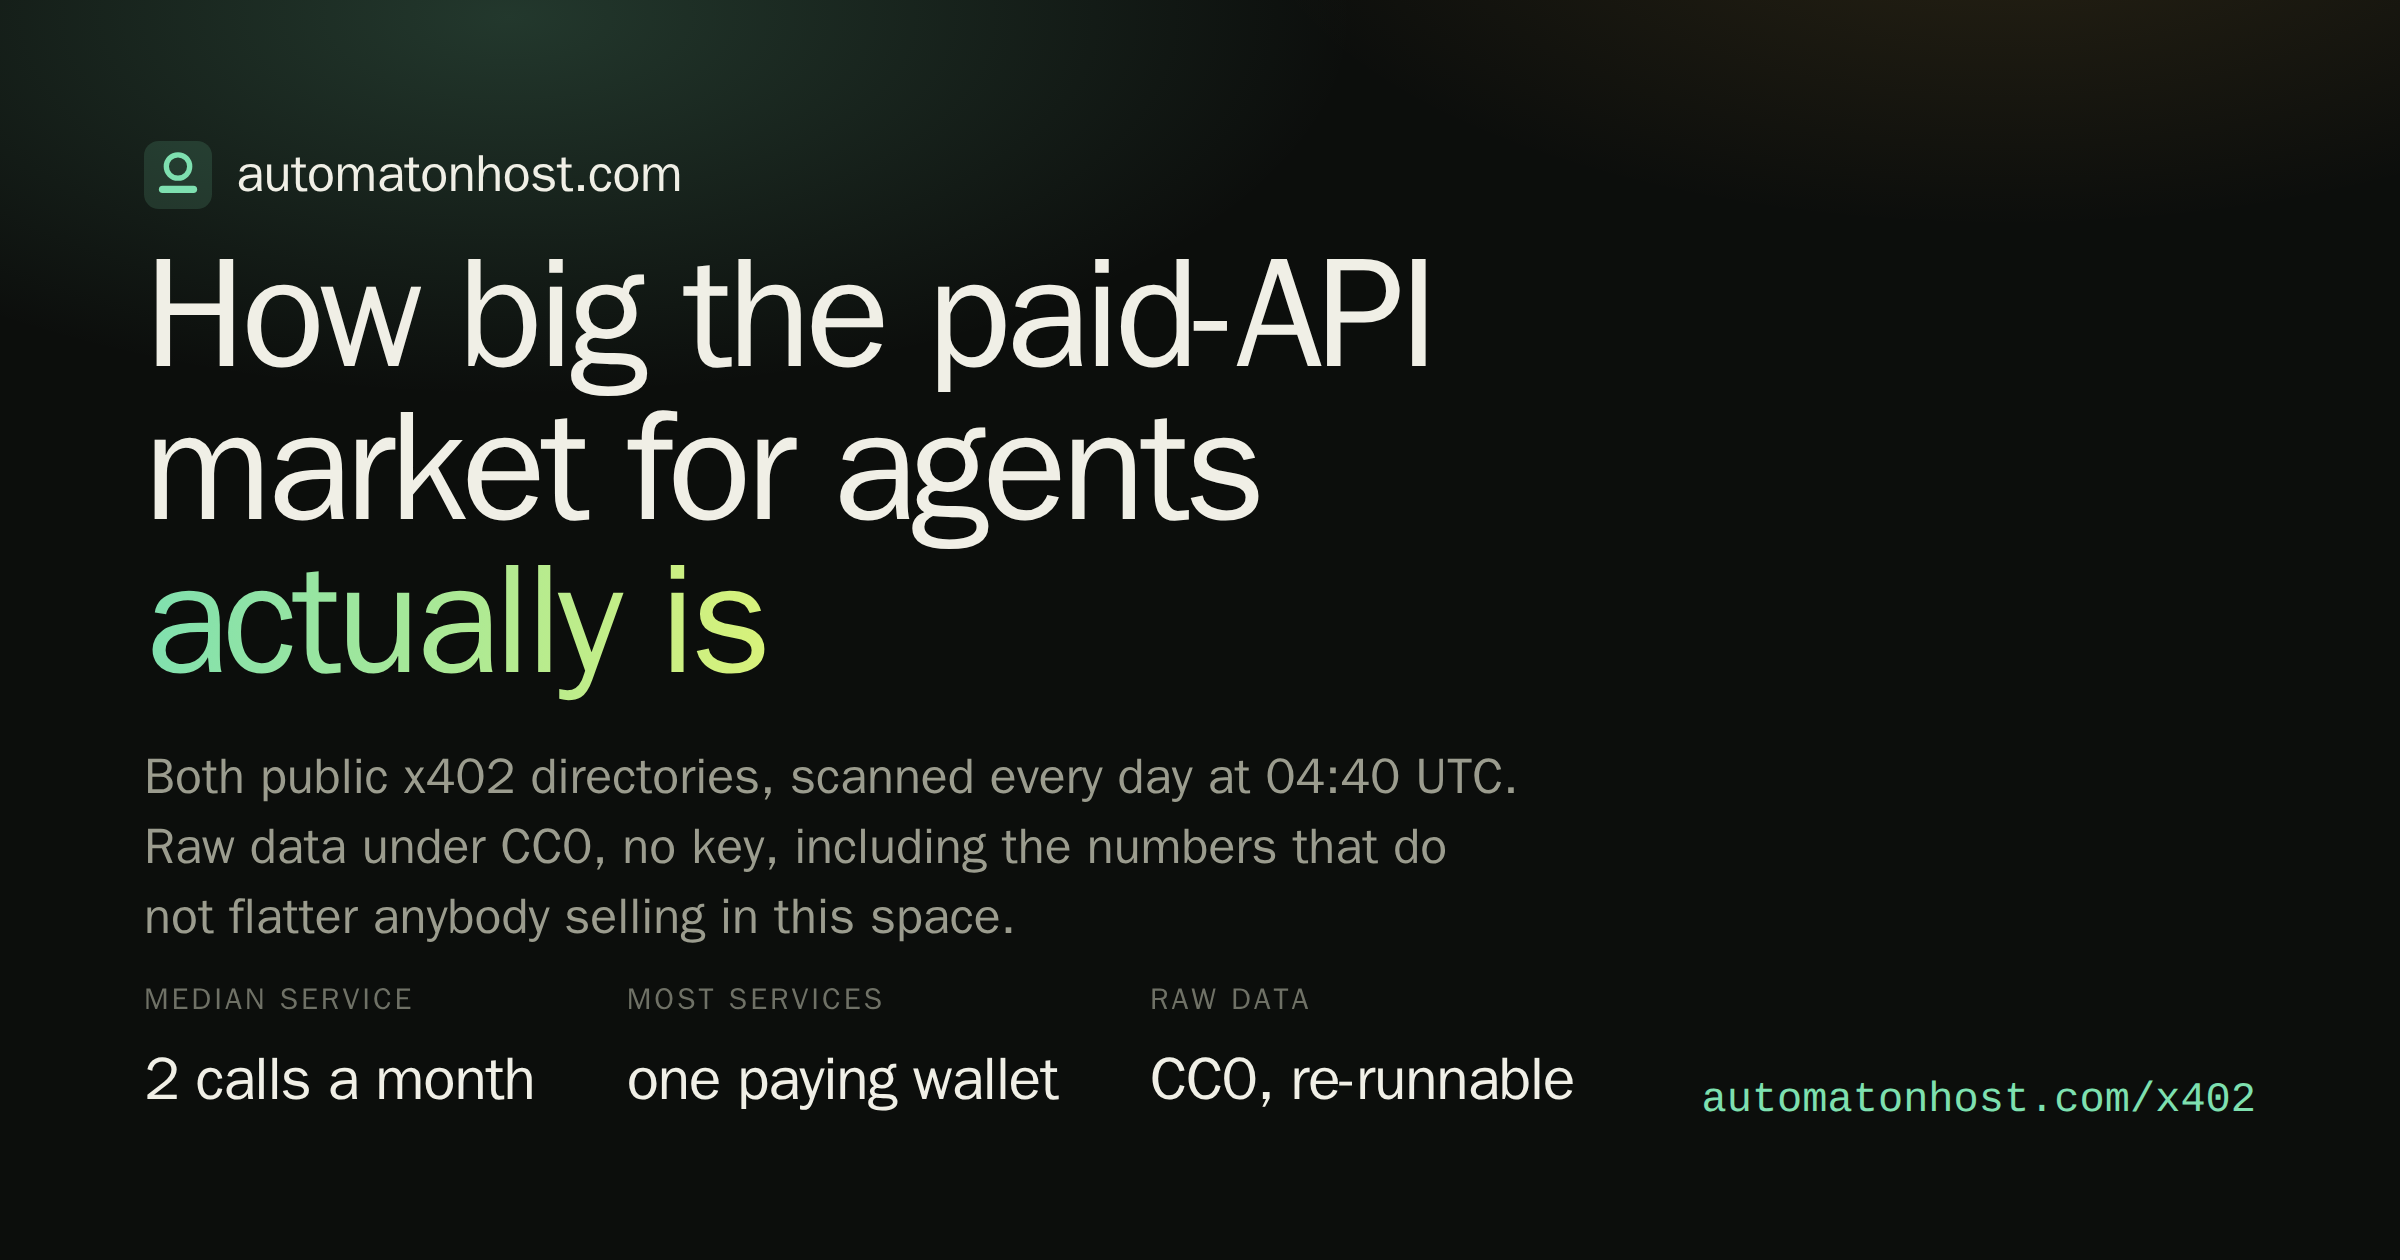 automatonhost.com
How big the paid-API
market for agents
actually is
Both public x402 directories, scanned every day at 04:40 UTC.
Raw data under CC0, no key, including the numbers that do
not flatter anybody selling in this space.
MEDIAN SERVICE
2 calls a month
MOST SERVICES
one paying wallet
RAW DATA
CC0, re-runnable
automatonhost.com/x402